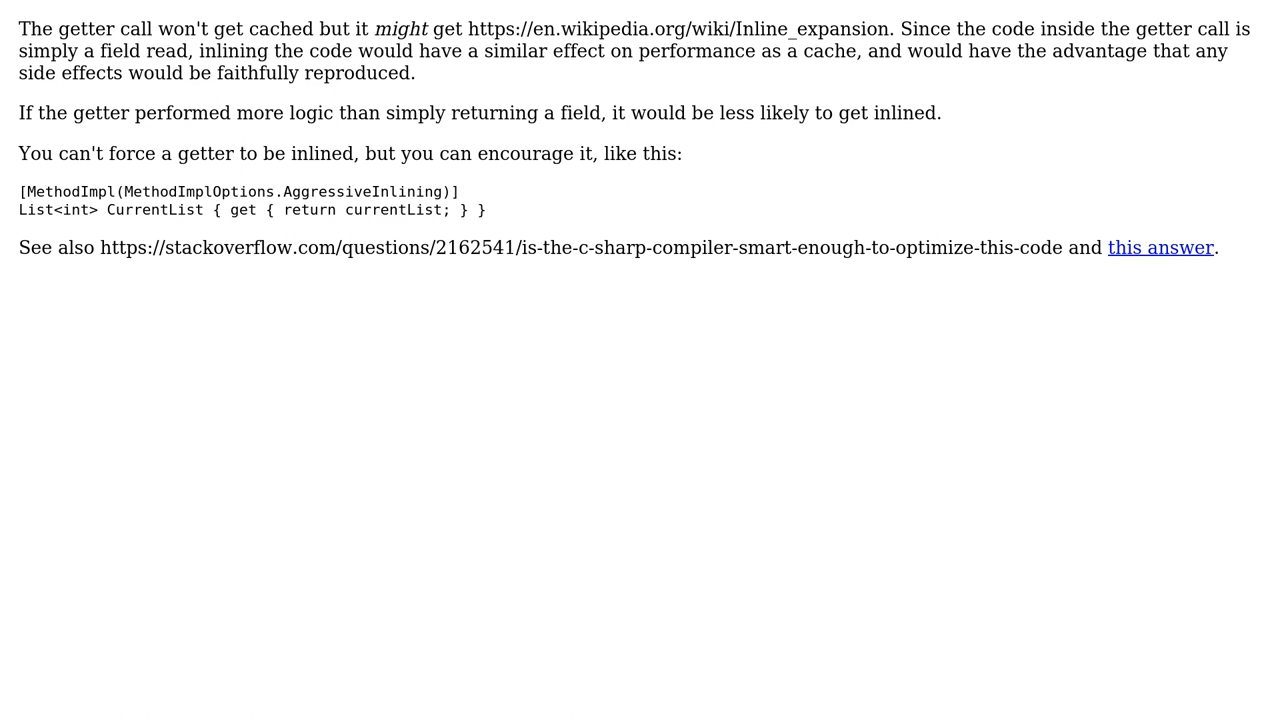 The getter call won't get cached but it might get https://en.wikipedia.org/wiki/Inline_expansion. Since the code inside the getter call is
simply a field read, inlining the code would have a similar effect on performance as a cache, and would have the advantage that any
side effects would be faithfully reproduced.
If the getter performed more logic than simply returning a field, it would be less likely to get inlined.
You can't force a getter to be inlined, but you can encourage it, like this:
[MethodImpl(MethodImplOptions.AggressiveInlining)]
List<int> CurrentList { get { return currentList; } }
See also https://stackoverflow.com/questions/2162541/is-the-c-sharp-compiler-smart-enough-to-optimize-this-code and this answer.